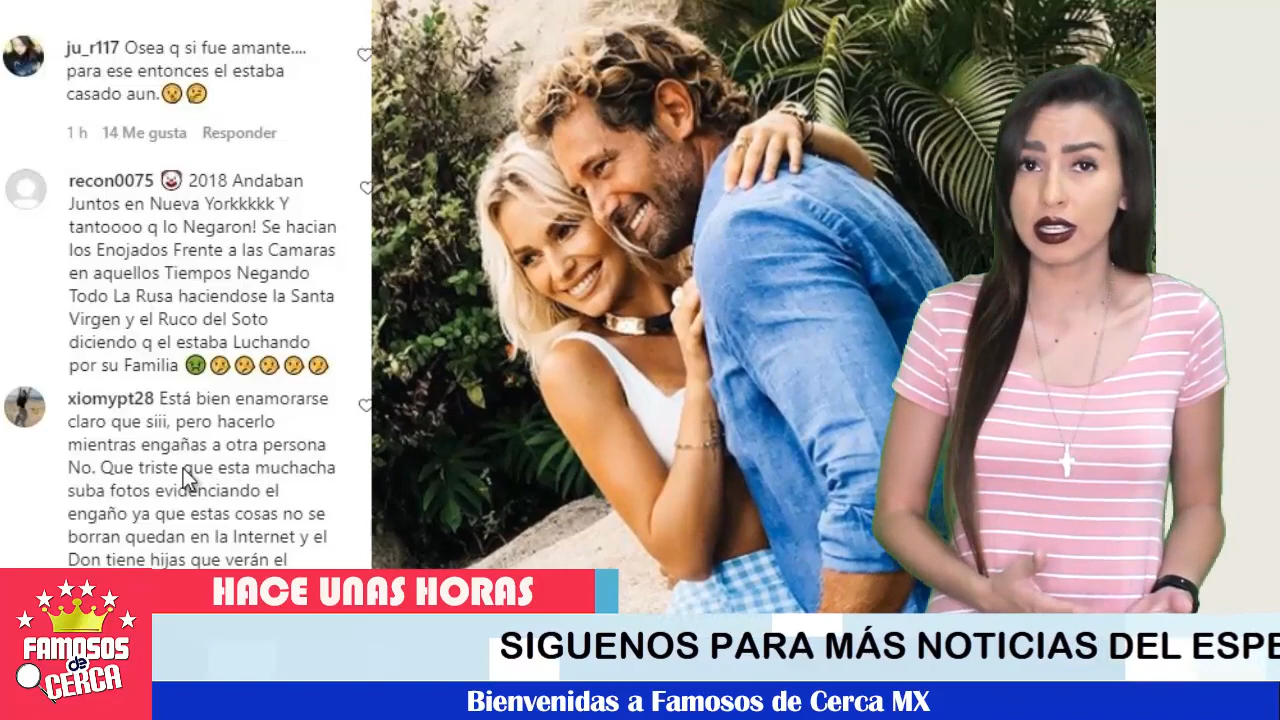 ju_r117 Osea q si fue amante....
para ese entonces el estaba
casado aun.😯🤔
1 h 14 Me gusta Responder
recon0075 🤡 2018 Andaban
Juntos en Nueva Yorkkkkk Y
tantoooo q lo Negaron! Se hacian
los Enojados Frente a las Camaras
en aquellos Tiempos Negando
Todo La Rusa haciendose la Santa
Virgen y el Ruco del Soto
diciendo q el estaba Luchando
por su Familia 🤢🤔🤔🤔🤔🤔
xiomypt28 Está bien enamorarse
claro que siii, pero hacerlo
mientras engañas a otra persona
No. Que triste que esta muchacha
suba fotos evidenciando el
engaño ya que estas cosas no se
borran quedan en la Internet y el
Don tiene hijas que verán el
HACE UNAS HORAS
FAMOSOS
de
CERCA
SIGUENOS PARA MÁS NOTICIAS DEL ESPE
Bienvenidas a Famosos de Cerca MX